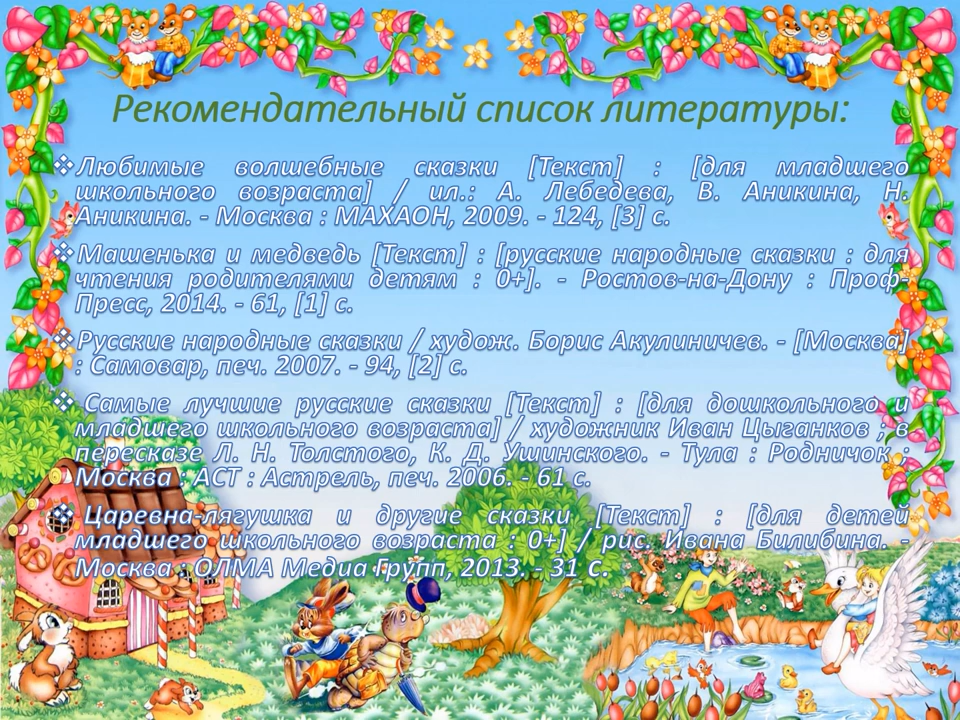 Рекомендательный список литературы:
❖Любимые волшебные сказки [Текст] : [для младшего
школьного возраста] / ил.: А. Лебедева, В. Аникина, Н.
Аникина. - Москва : МАХАОН, 2009. - 124, [3] с.
❖Машенька и медведь [Текст] : [русские народные сказки : для
чтения родителями детям : 0+]. - Ростов-на-Дону : Проф-
Пресс, 2014. - 61, [1] с.
❖Русские народные сказки / худож. Борис Акулиничев. - [Москва]
: Самовар, печ. 2007. - 94, [2] с.
❖ Самые лучшие русские сказки [Текст] : [для дошкольного и
младшего школьного возраста] / художник Иван Цыганков ; в
пересказе Л. Н. Толстого, К. Д. Ушинского. - Тула : Родничок ;
Москва : АСТ : Астрель, печ. 2006. - 61 с.
❖ Царевна-лягушка и другие сказки [Текст] : [для детей
младшего школьного возраста : 0+] / рис. Ивана Билибина. -
Москва : ОЛМА Медиа Групп, 2013. - 31 с.